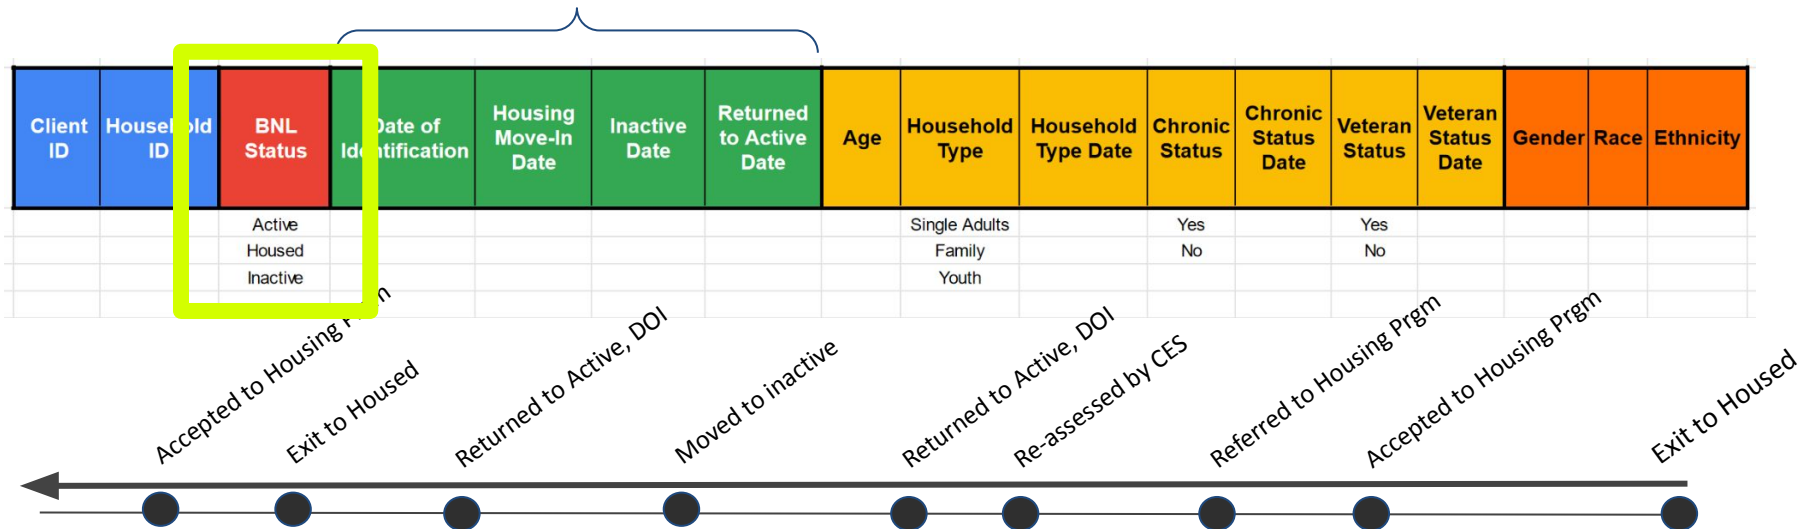 Client ID
Household ID
BNL Status
Date of Identification
Housing Move-In Date
Inactive Date
Returned to Active Date
Age
Household Type
Household Type Date
Chronic Status
Chronic Status Date
Veteran Status
Veteran Status Date
Gender
Race
Ethnicity
Active
Single Adults
Yes
Yes
Housed
Family
No
No
Inactive
Youth
Accepted to Housing
Exit to Housed
Returned to Active, DOI
Moved to inactive
Returned to Active, DOI
Re-assessed by CES
Referred to Housing Prgm
Accepted to Housing Prgm
Exit to Housed